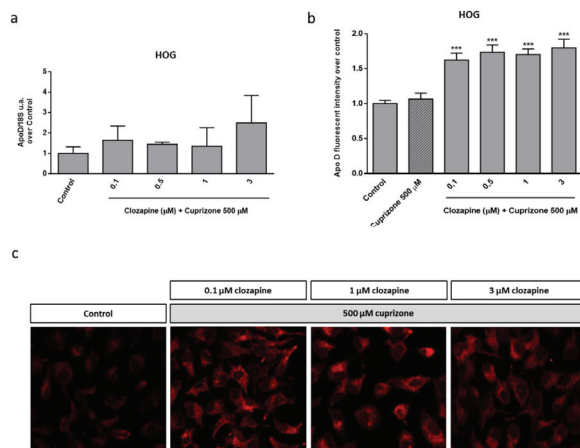 a
HOG
ApoD/18S u.a.
over Control
5
4
3
2
1
0
Control
0.1
0.5
1
3
Clozapine (μM) + Cuprizone 500 μM
b
HOG
Apo D fluorescent intensity over control
2.0
1.5
1.0
0.5
0.0
***
***
***
***
Control
Cuprizone 500 μM
0,1
0,5
1
3
Clozapine (μM) + Cuprizone 500 μM
c
0.1 μM clozapine
1 μM clozapine
3 μM clozapine
Control
500 μM cuprizone